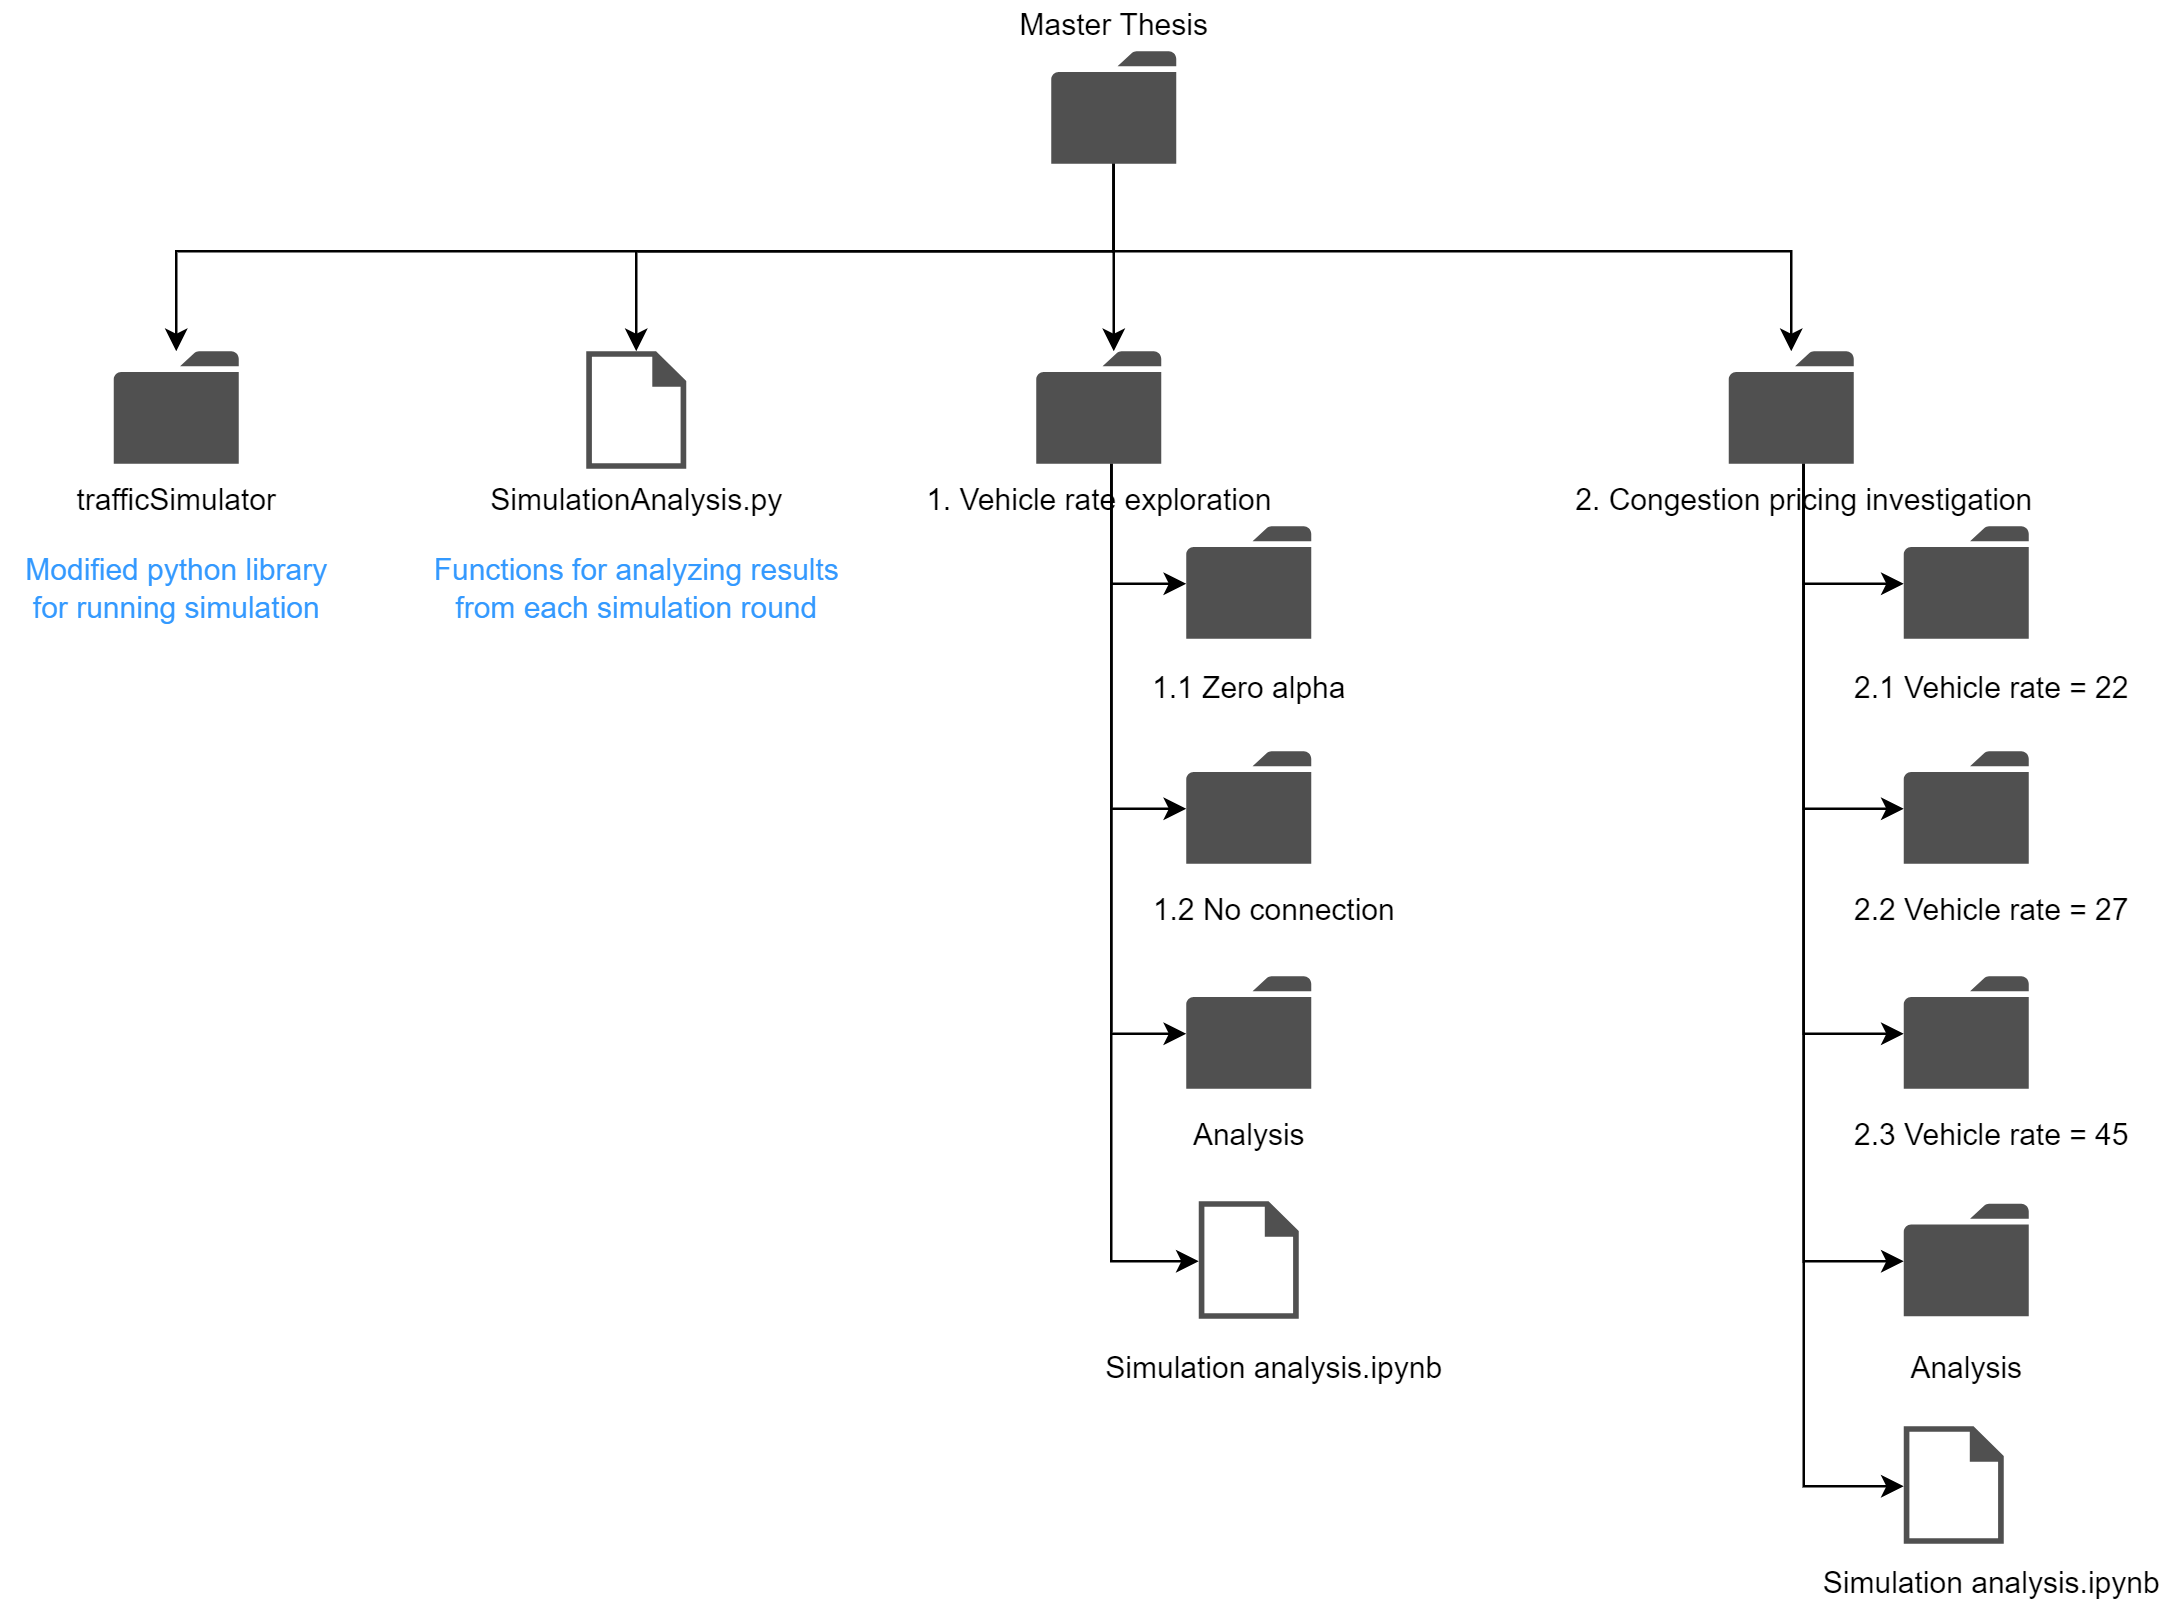 Master Thesis
trafficSimulator
Modified python library
for running simulation
SimulationAnalysis.py
Functions for analyzing results
from each simulation round
1. Vehicle rate exploration
1.1 Zero alpha
1.2 No connection
Analysis
Simulation analysis.ipynb
2. Congestion pricing investigation
2.1 Vehicle rate = 22
2.2 Vehicle rate = 27
2.3 Vehicle rate = 45
Analysis
Simulation analysis.ipynb